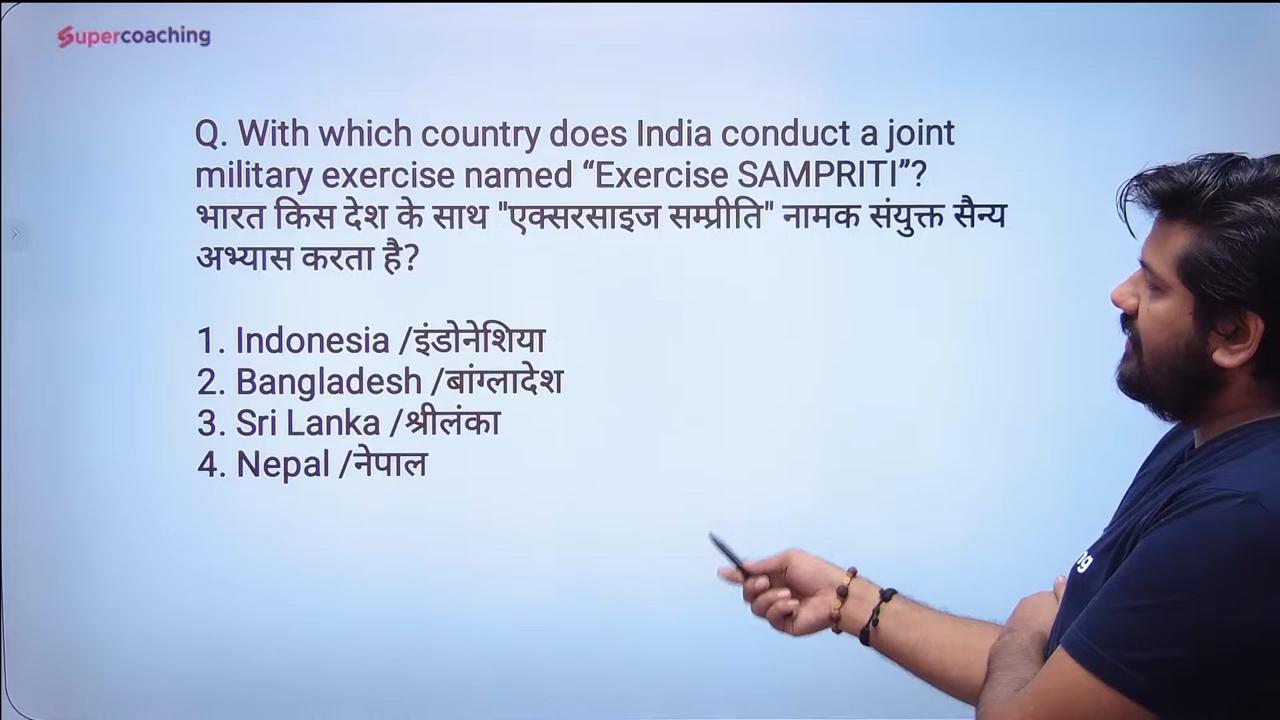 Supercoaching
Q. With which country does India conduct a joint
military exercise named “Exercise SAMPRITI”?
भारत किस देश के साथ "एक्सरसाइज सम्प्रीति" नामक संयुक्त सैन्य
अभ्यास करता है?
1. Indonesia /इंडोनेशिया
2. Bangladesh /बांग्लादेश
3. Sri Lanka /श्रीलंका
4. Nepal /नेपाल